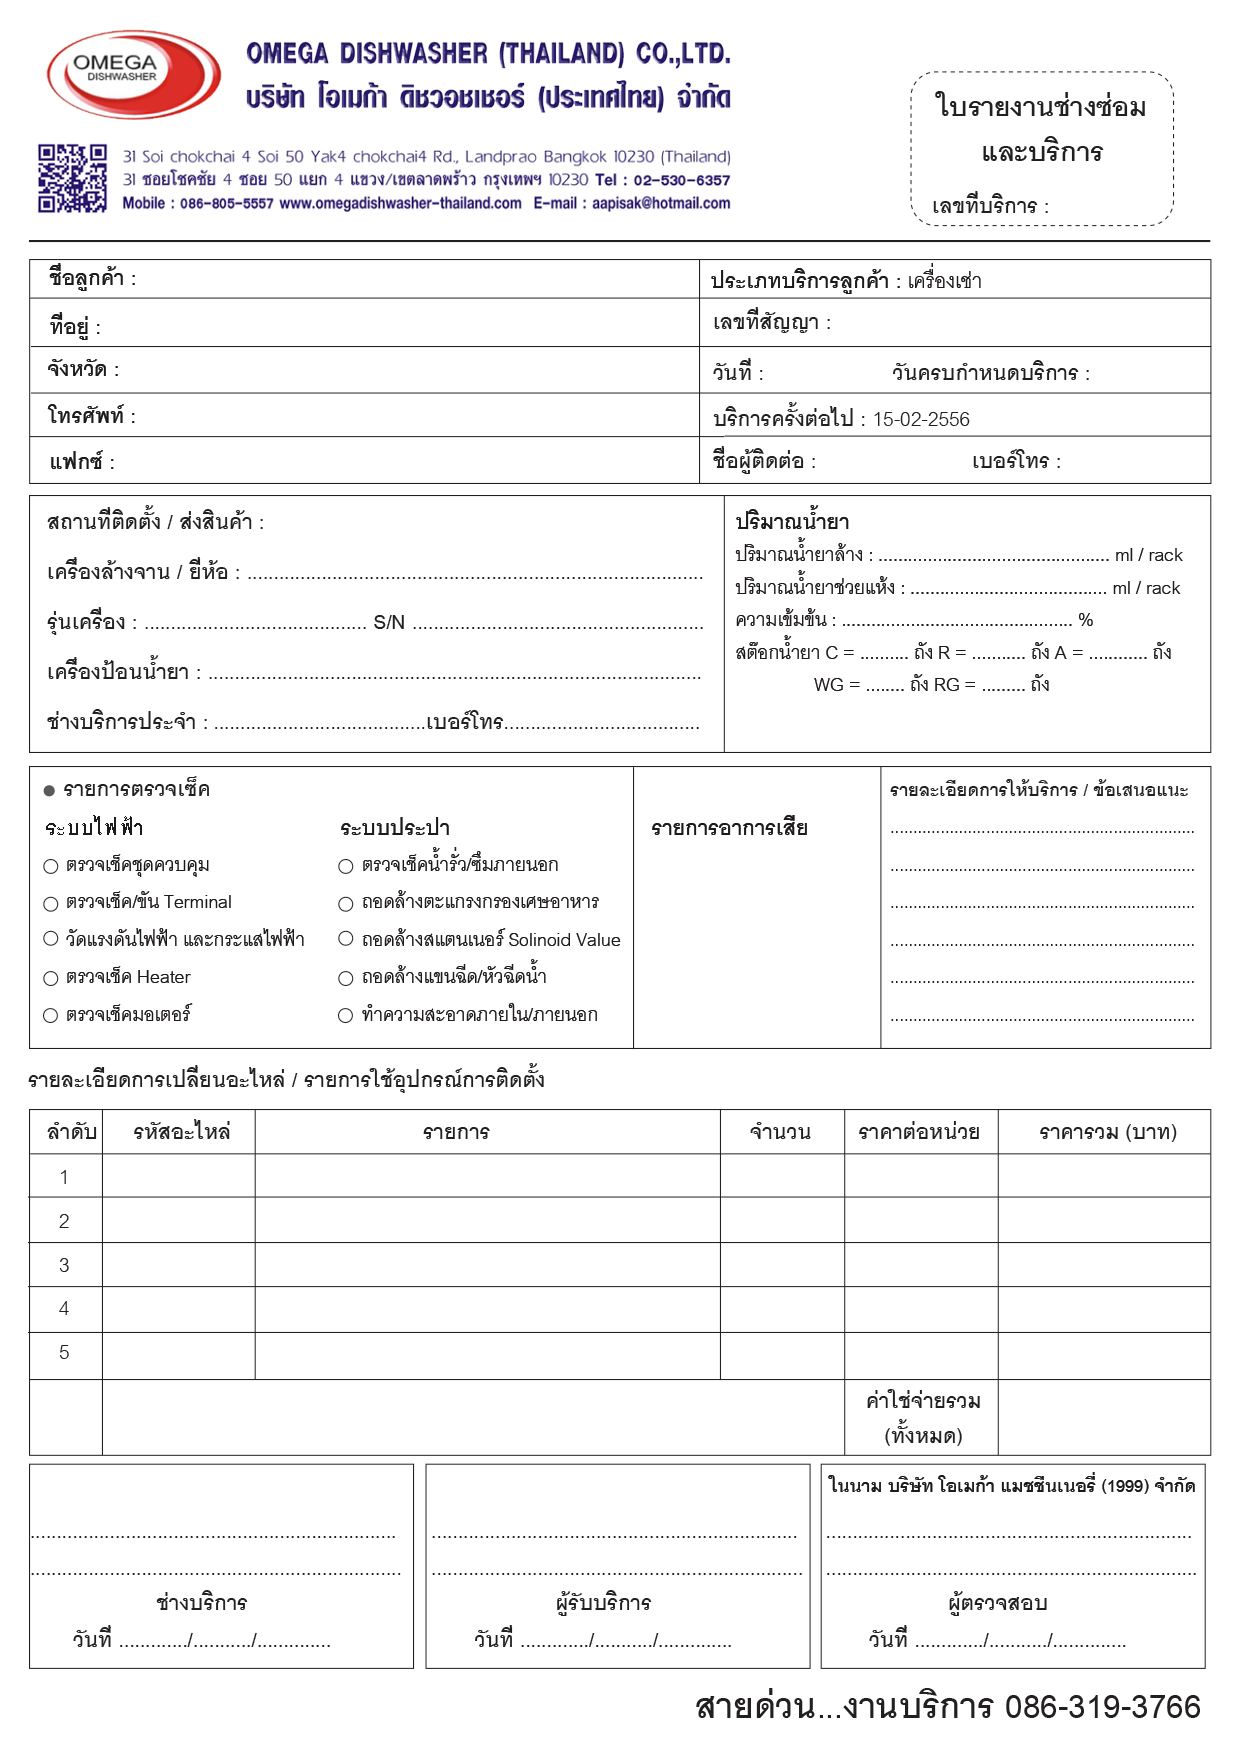 OMEGA
DISHWASHER
OMEGA DISHWASHER (THAILAND) CO.,LTD.
บริษัท โอเมก้า ดิชวอชเชอร์ (ประเทศไทย) จำกัด
31 Soi chokchai 4 Soi 50 Yak4 chokchai4 Rd., Landprao Bangkok 10230 (Thailand)
31 ซอยโชคชัย 4 ซอย 50 แยก 4 แขวง/เขตลาดพร้าว กรุงเทพฯ 10230 Tel : 02-530-6357
Mobile : 086-805-5557 www.omegadishwasher-thailand.com E-mail : aapisak@hotmail.com
ใบรายงานช่างซ่อม
และบริการ
เลขที่บริการ :
ชื่อลูกค้า :
ประเภทบริการลูกค้า : เครื่องเช่า
ที่อยู่ :
เลขที่สัญญา :
จังหวัด :
วันที่ : วันครบกำหนดบริการ :
โทรศัพท์ :
บริการครั้งต่อไป : 15-02-2556
แฟกซ์ :
ชื่อผู้ติดต่อ : เบอร์โทร :
สถานที่ติดตั้ง / ส่งสินค้า :
เครื่องล้างจาน / ยี่ห้อ : ......................................................................................
รุ่นเครื่อง : .......................................... S/N .......................................................
เครื่องป้อนน้ำยา : .............................................................................................
ช่างบริการประจำ : ........................................เบอร์โทร.....................................
ปริมาณน้ำยา
ปริมาณน้ำยาล้าง : ............................................... ml / rack
ปริมาณน้ำยาช่วยแห้ง : ........................................ ml / rack
ความเข้มข้น : ............................................... %
สต๊อกน้ำยา C = .......... ถัง R = ........... ถัง A = ............ ถัง
WG = ........ ถัง RG = ......... ถัง
รายการตรวจเช็ค
ระบบไฟฟ้า
ตรวจเช็คชุดควบคุม
ตรวจเช็ค/ขัน Terminal
วัดแรงดันไฟฟ้า และกระแสไฟฟ้า
ตรวจเช็ค Heater
ตรวจเช็คมอเตอร์
ระบบประปา
ตรวจเช็คน้ำรั่ว/ซึมภายนอก
ถอดล้างตะแกรงกรองเศษอาหาร
ถอดล้างสแตนเนอร์ Solinoid Value
ถอดล้างแขนฉีด/หัวฉีดน้ำ
ทำความสะอาดภายใน/ภายนอก
รายการอาการเสีย
รายละเอียดการให้บริการ / ข้อเสนอแนะ
..................................................................
..................................................................
..................................................................
..................................................................
..................................................................
..................................................................
รายละเอียดการเปลี่ยนอะไหล่ / รายการใช้อุปกรณ์การติดตั้ง
ลำดับ รหัสอะไหล่ รายการ จำนวน ราคาต่อหน่วย ราคารวม (บาท)
1
2
3
4
5
ค่าใช่จ่ายรวม
(ทั้งหมด)
.....................................................................
......................................................................
ช่างบริการ
วันที่ ............./.........../..............
.....................................................................
......................................................................
ผู้รับบริการ
วันที่ ............./.........../..............
ในนาม บริษัท โอเมก้า แมชชีนเนอรี่ (1999) จำกัด
.....................................................................
......................................................................
ผู้ตรวจสอบ
วันที่ ............./.........../..............
สายด่วน...งานบริการ 086-319-3766